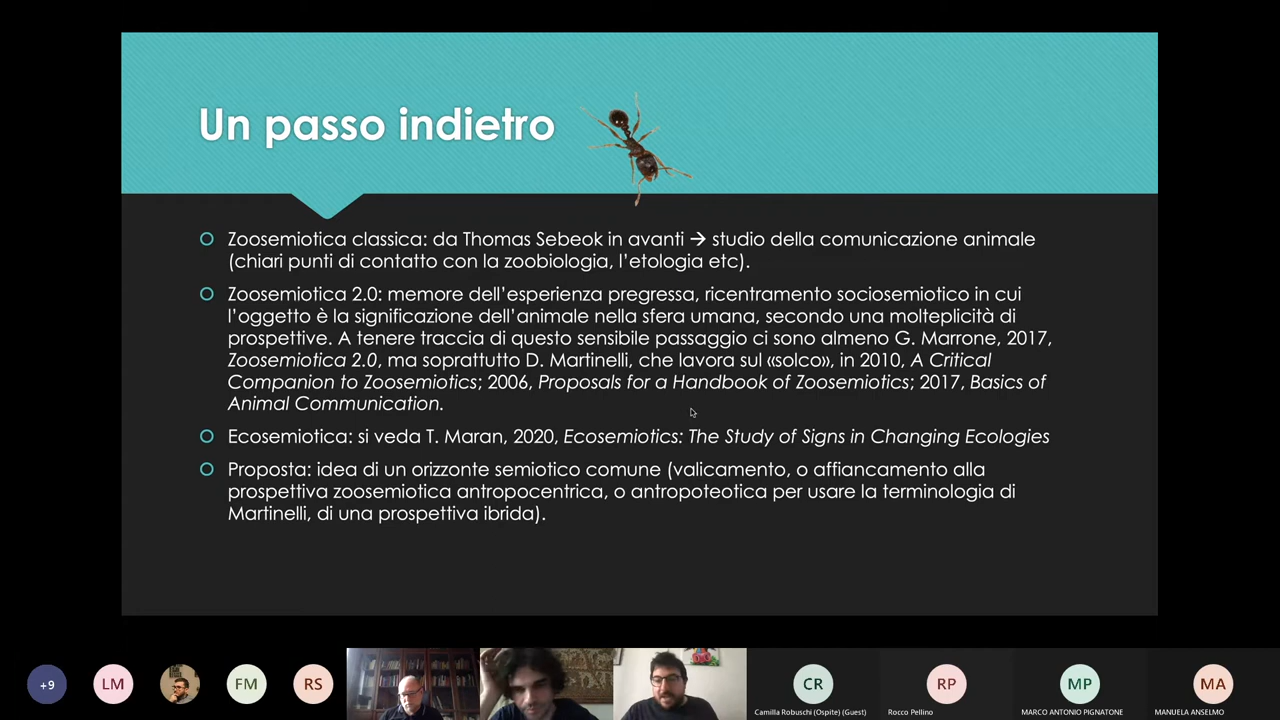 Un passo indietro
Zoosemiotica classica: da Thomas Sebeok in avanti → studio della comunicazione animale
(chiari punti di contatto con la zoobiologia, l'etologia etc).
Zoosemiotica 2.0: memore dell'esperienza pregressa, ricentramento sociosemiotico in cui
l'oggetto è la significazione dell'animale nella sfera umana, secondo una molteplicità di
prospettive. A tenere traccia di questo sensibile passaggio ci sono almeno G. Marrone, 2017,
Zoosemiotica 2.0, ma soprattutto D. Martinelli, che lavora sul «solco», in 2010, A Critical
Companion to Zoosemiotics; 2006, Proposals for a Handbook of Zoosemiotics; 2017, Basics of
Animal Communication.
Ecosemiotica: si veda T. Maran, 2020, Ecosemiotics: The Study of Signs in Changing Ecologies
Proposta: idea di un orizzonte semiotico comune (valicamento, o affiancamento alla
prospettiva zoosemiotica antropocentrica, o antropoteotica per usare la terminologia di
Martinelli, di una prospettiva ibrida).
+9
LM
FM
RS
CR
RP
MP
MA
Camilla Robuschi (Ospite) (Guest)
Rocco Pellino
MARCO ANTONIO PIGNATONE
MANUELA ANSELMO